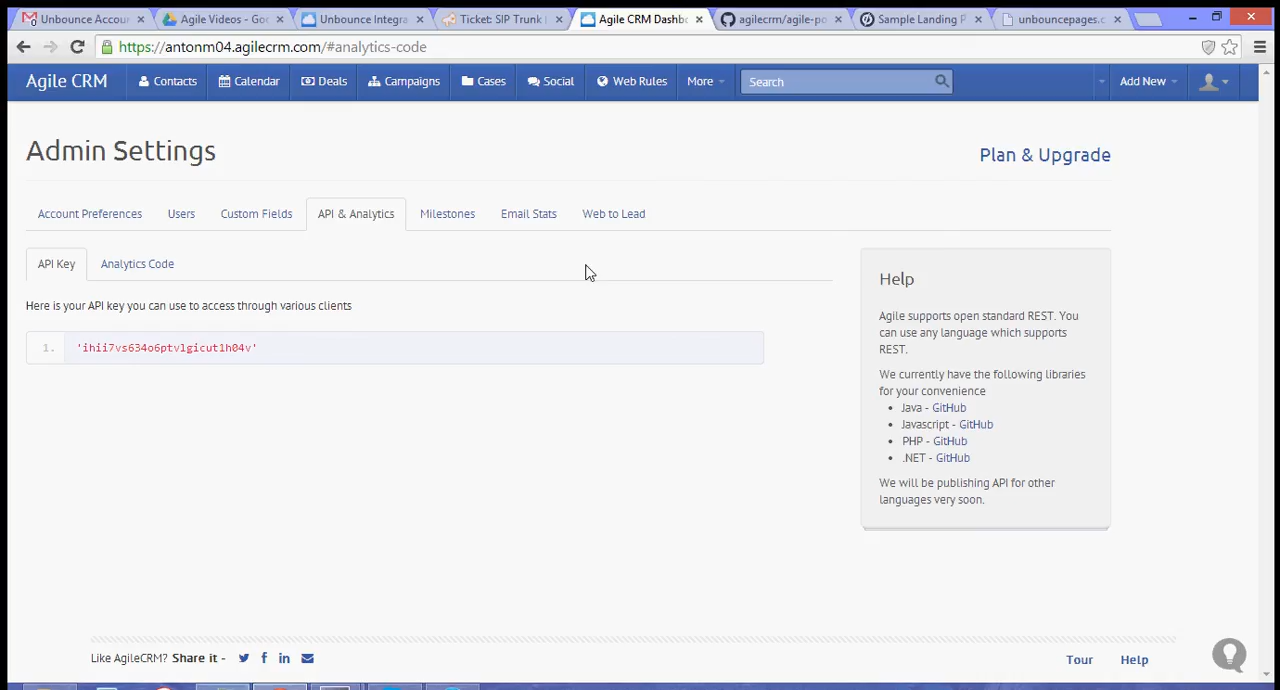 Unbounce Accou
Agile Videos - Goo
Unbounce Integra
Ticket: SIP Trunk
Agile CRM Dashbo
agilecrm/agile-po
Sample Landing P
unbouncepages.c
https://antonm04.agilecrm.com/#analytics-code
Agile CRM
Contacts
Calendar
Deals
Campaigns
Cases
Social
Web Rules
More
Search
Add New
Admin Settings
Plan & Upgrade
Account Preferences
Users
Custom Fields
API & Analytics
Milestones
Email Stats
Web to Lead
API Key
Analytics Code
Here is your API key you can use to access through various clients
1. 'ihii7vs634o6ptvlgicut1h04v'
Help
Agile supports open standard REST. You
can use any language which supports
REST.
We currently have the following libraries
for your convenience
• Java - GitHub
• Javascript - GitHub
• PHP - GitHub
• .NET - GitHub
We will be publishing API for other
languages very soon.
Like AgileCRM? Share it -
Tour
Help